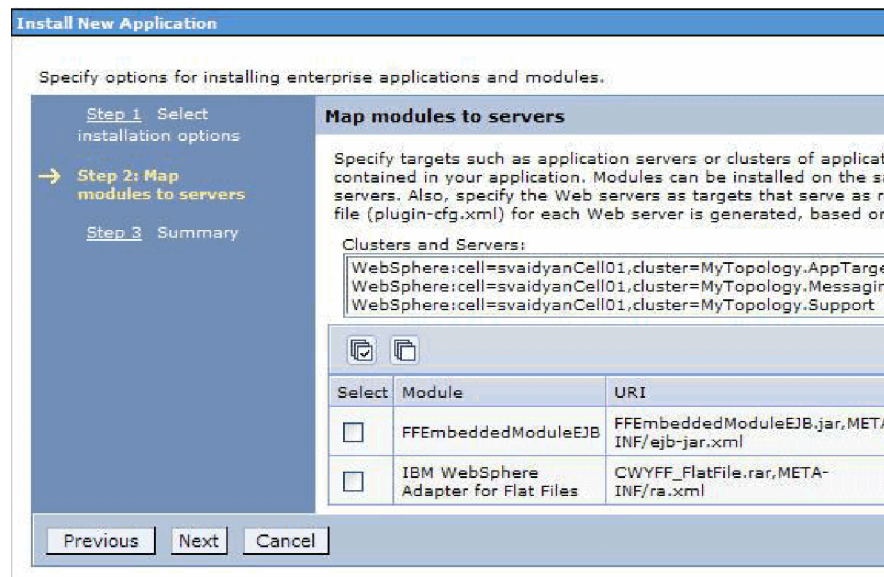 Install New Application
Specify options for installing enterprise applications and modules.
Step 1 Select
installation options
Step 2: Map
modules to servers
Step 3 Summary
Map modules to servers
Specify targets such as application servers or clusters of applicat
contained in your application. Modules can be installed on the sa
servers. Also, specify the Web servers as targets that serve as r
file (plugin-cfg.xml) for each Web server is generated, based on
Clusters and Servers:
WebSphere:cell=svaidyanCell01,cluster=MyTopology.AppTarge
WebSphere:cell=svaidyanCell01,cluster=MyTopology.Messagin
WebSphere:cell=svaidyanCell01,cluster=MyTopology.Support
Select Module URI
FFEmbeddedModuleEJB FFEmbeddedModuleEJB.jar,META
INF/ejb-jar.xml
IBM WebSphere CWYFF_FlatFile.rar,META-
Adapter for Flat Files INF/ra.xml
Previous Next Cancel